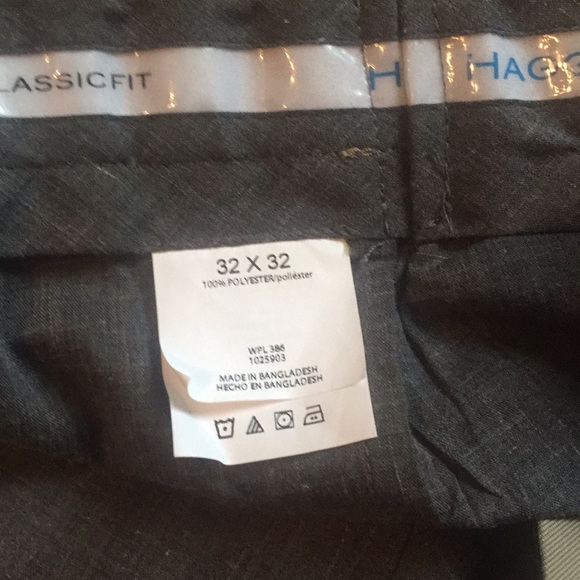 LASSICFIT H HAGG
32 X 32
100% POLYESTER/poliéster
WPL 386
1025903
MADE IN BANGLADESH
HECHO EN BANGLADESH